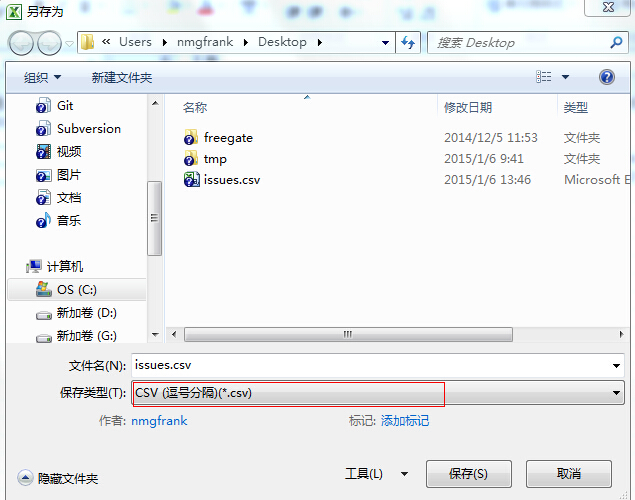 另存为
« Users ▸ nmgfrank ▸ Desktop ▸
搜索 Desktop
组织 新建文件夹
Git
Subversion
视频
图片
文档
音乐
计算机
OS (C:)
新加卷 (D:)
新加卷 (G:)
名称 修改日期 类型
freegate 2014/12/5 11:53 文件夹
tmp 2015/1/6 9:41 文件夹
issues.csv 2015/1/6 13:46 Microsoft E
文件名(N): issues.csv
保存类型(T): CSV (逗号分隔)(*.csv)
作者: nmgfrank 标记: 添加标记
隐藏文件夹 工具(L) 保存(S) 取消